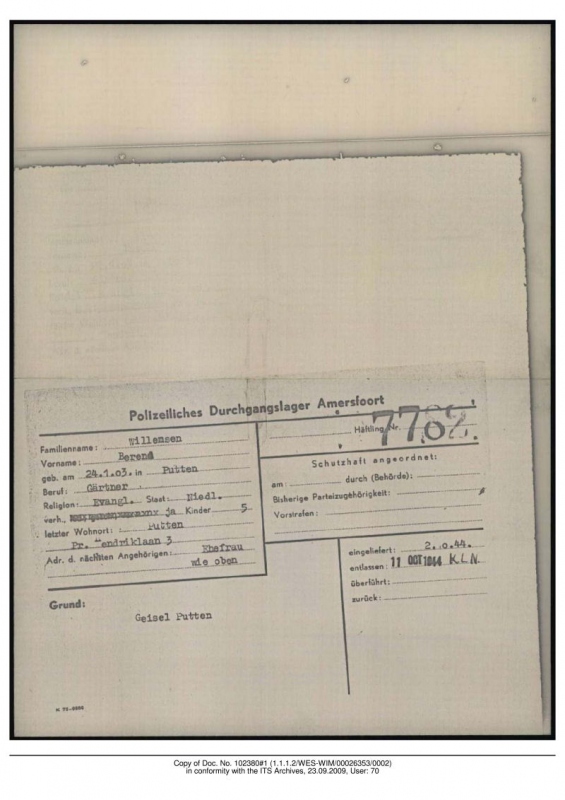 Polizeiliches Durchgangslager Amersfoort
Familienname: Willemsen
Vorname: Berend
geb. am 24.1.03. in Putten
Beruf: Gärtner
Religion: Evangl. Staat: Niedl.
verh., ja Kinder 5
letzter Wohnort: Putten
Pr. Hendriklaan 3
Adr. d. nächsten Angehörigen: Ehefrau
wie oben
Häftling Nr.
Schutzhaft angeordnet:
am: durch (Behörde):
Bisherige Parteizugehörigkeit:
Vorstrafen:
eingeliefert: 2. .o.44.
entlassen: 11 OCT 1944 K.L.N.
überführt:
zurück:
Grund:
Geisel Putten
Copy of Doc. No. 102380#1 (1.1.1.2/WES-WIM/00026353/0002)
in conformity with the ITS Archives, 23.09.2009, User: 70